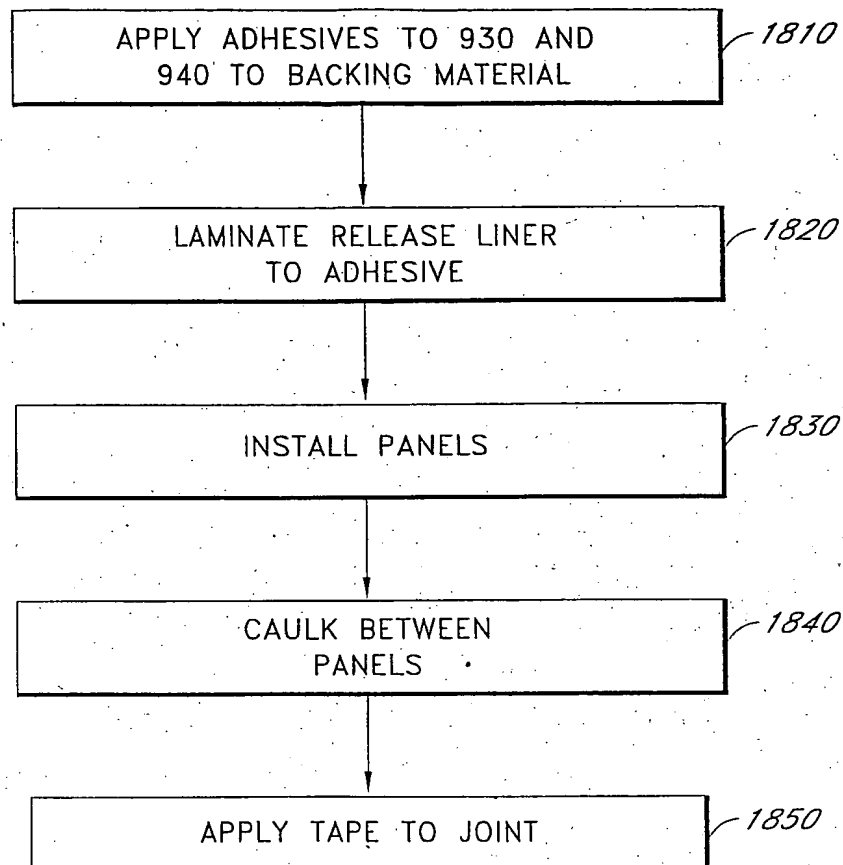 APPLY ADHESIVES TO 930 AND
940 TO BACKING MATERIAL
1810
LAMINATE RELEASE LINER
TO ADHESIVE
1820
INSTALL PANELS
1830
CAULK BETWEEN
PANELS
1840
APPLY TAPE TO JOINT
1850